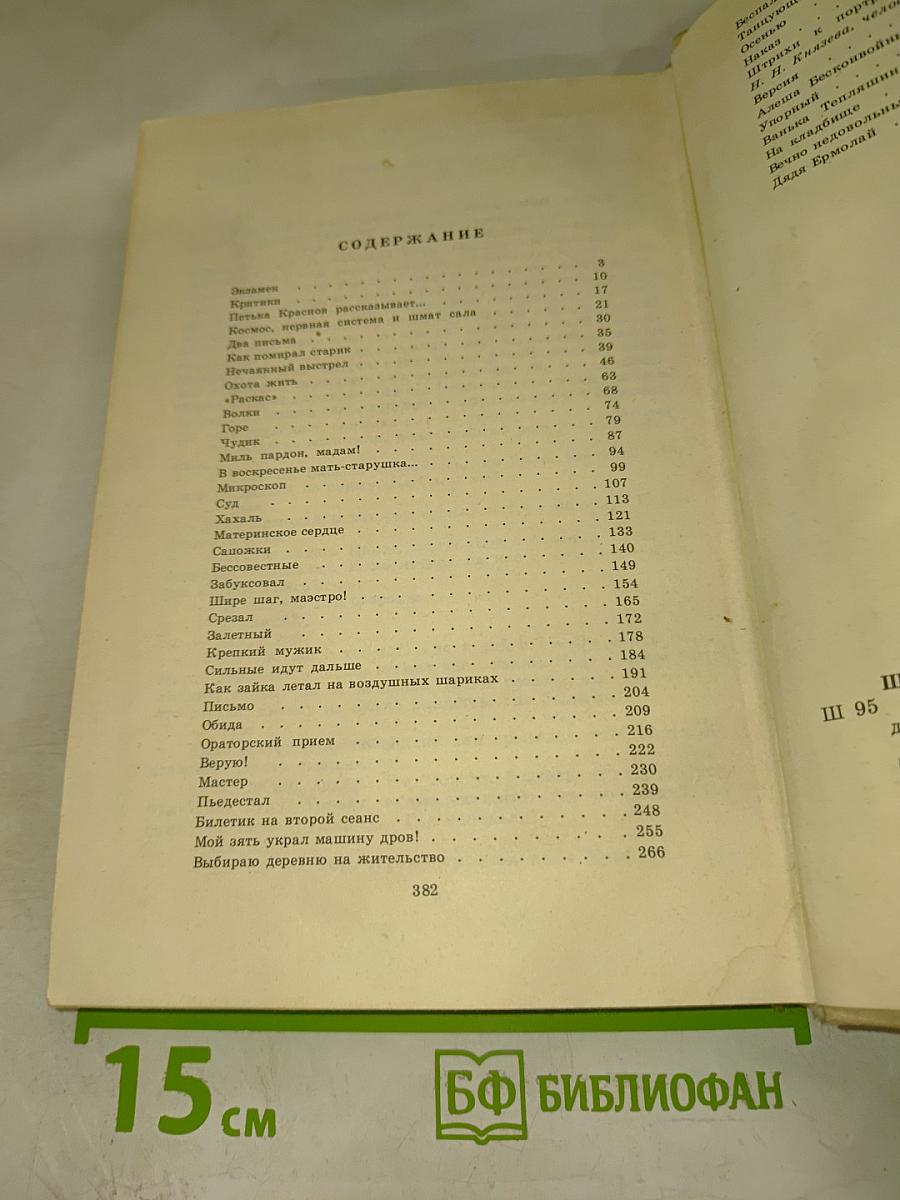 СОДЕРЖАНИЕ
Экзамен . . . . . . . . . . . . . . . 3
Критики . . . . . . . . . . . . . . . 10
Петька Краснов рассказывает... . . . . . . . 17
Космос, нервная система и шмат сала . . . . . 21
Два письма . . . . . . . . . . . . . . 30
Как помирал старик . . . . . . . . . . . 35
Нечаянный выстрел . . . . . . . . . . . 39
Охота жить . . . . . . . . . . . . . . 46
«Раскас» . . . . . . . . . . . . . . . 63
Волки . . . . . . . . . . . . . . . . 68
Горе . . . . . . . . . . . . . . . . 74
Чудик . . . . . . . . . . . . . . . . 79
Миль пардон, мадам! . . . . . . . . . . . 87
В воскресенье мать-старушка... . . . . . . . 94
Микроскоп . . . . . . . . . . . . . . 99
Суд . . . . . . . . . . . . . . . . 107
Хахаль . . . . . . . . . . . . . . . 113
Материнское сердце . . . . . . . . . . . 121
Сапожки . . . . . . . . . . . . . . . 133
Бессовестные . . . . . . . . . . . . . 140
Забуксовал . . . . . . . . . . . . . . 149
Шире шаг, маэстро! . . . . . . . . . . . 154
Срезал . . . . . . . . . . . . . . . 165
Залетный . . . . . . . . . . . . . . 172
Крепкий мужик . . . . . . . . . . . . . 178
Сильные идут дальше . . . . . . . . . . . 184
Как зайка летал на воздушных шариках . . . . . 191
Письмо . . . . . . . . . . . . . . . 204
Обида . . . . . . . . . . . . . . . 209
Ораторский прием . . . . . . . . . . . . 216
Верую! . . . . . . . . . . . . . . . 222
Мастер . . . . . . . . . . . . . . . 230
Пьедестал . . . . . . . . . . . . . . 239
Билетик на второй сеанс . . . . . . . . . 248
Мой зять украл машину дров! . . . . . . . . 255
Выбираю деревню на жительство . . . . . . . 266
382
Осенью . . .
Наказ . . .
Штрихи к
Н. Н. Князева,
Версия . . .
Алеша Бесконвойный
Упорный . . .
Ванька Тепляшин
На кладбище .
Вечно недовольный
Дядя Ермолай .
Ш 95
15 см
БФ БИБЛИОФАН